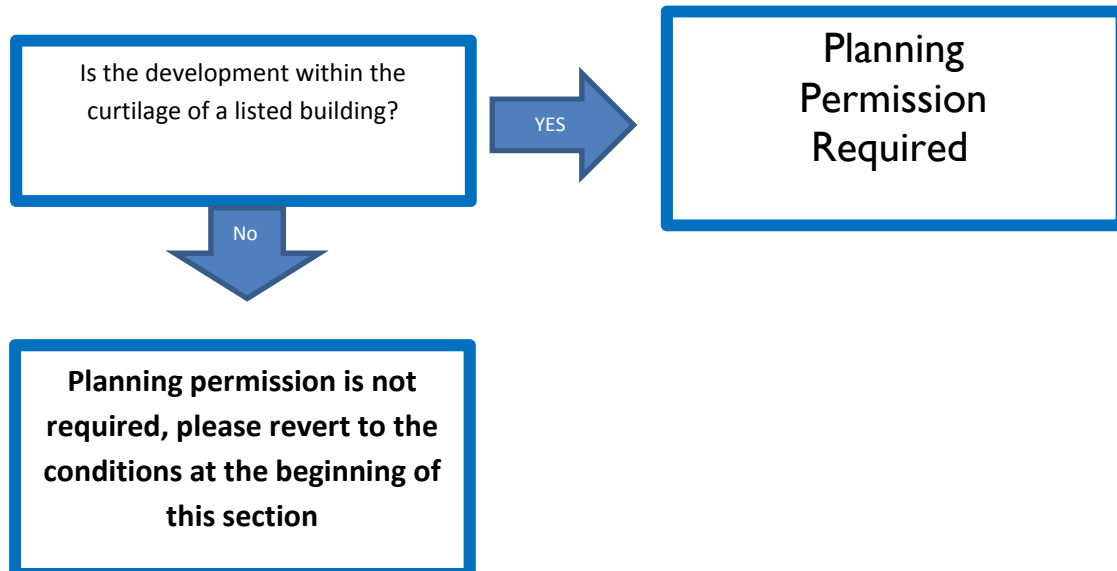 Is the development within the
curtilage of a listed building?
YES
Planning
Permission
Required
No
Planning permission is not
required, please revert to the
conditions at the beginning of
this section